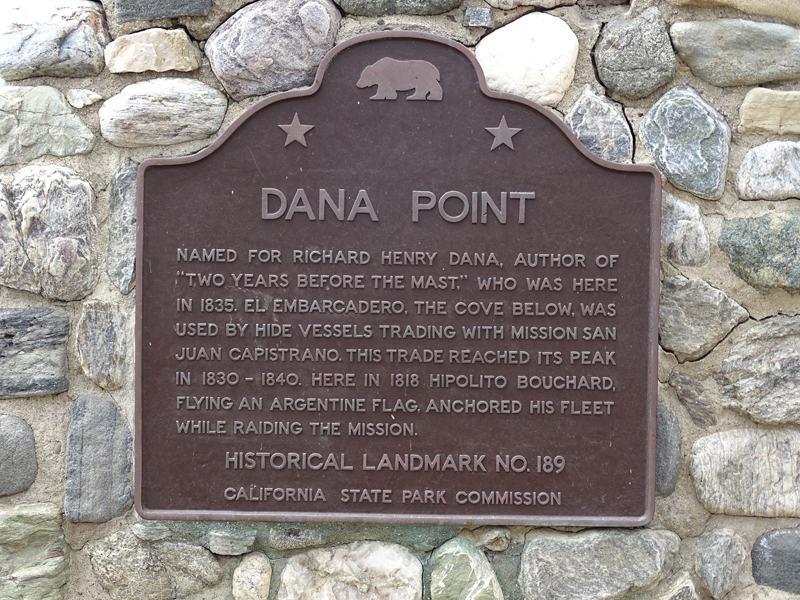 DANA POINT
NAMED FOR RICHARD HENRY DANA, AUTHOR OF
"TWO YEARS BEFORE THE MAST," WHO WAS HERE
IN 1835. EL EMBARCADERO, THE COVE BELOW, WAS
USED BY HIDE VESSELS TRADING WITH MISSION SAN
JUAN CAPISTRANO. THIS TRADE REACHED ITS PEAK
IN 1830 - 1840. HERE IN 1818 HIPOLITO BOUCHARD,
FLYING AN ARGENTINE FLAG, ANCHORED HIS FLEET
WHILE RAIDING THE MISSION.
HISTORICAL LANDMARK NO. 189
CALIFORNIA STATE PARK COMMISSION